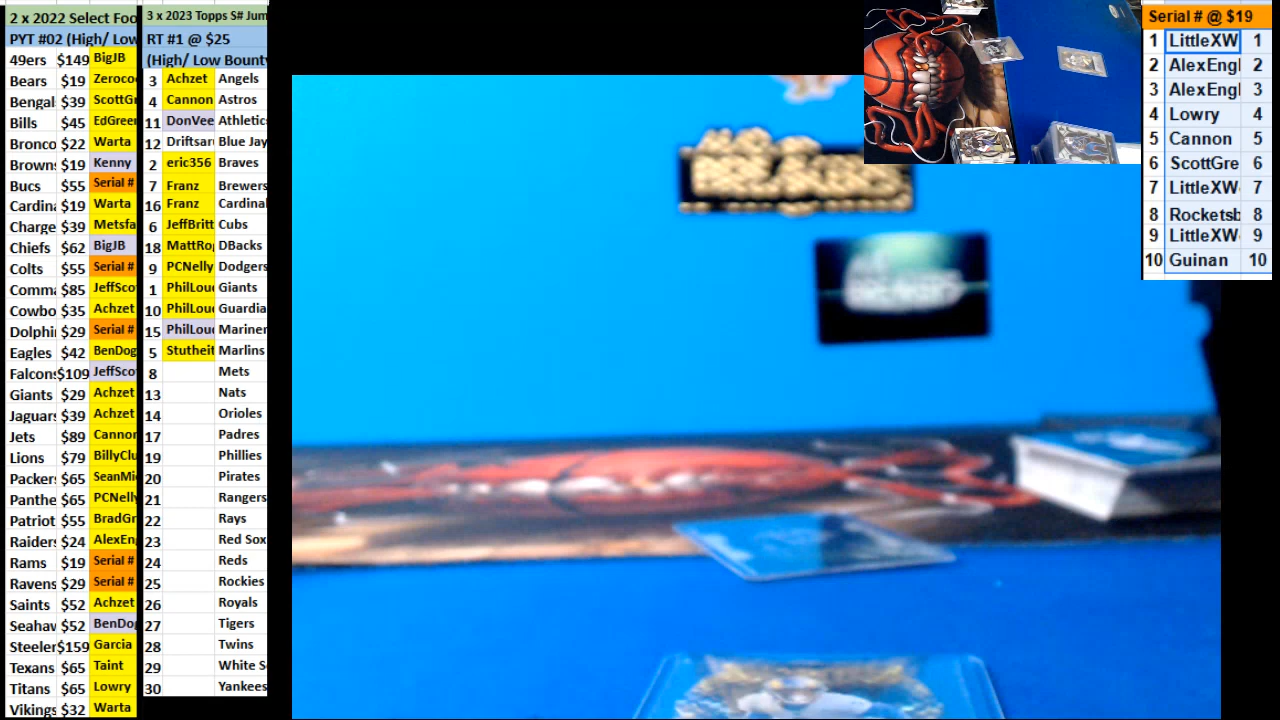 2 x 2022 Select Foo
PYT #02 (High/ Low
49ers $149 BigJB
Bears $19 Zeroco
Bengal $39 ScottGr
Bills $45 EdGreer
Bronco $22 Warta
Browns $19 Kenny
Bucs $55 Serial #
Cardina $19 Warta
Charge $39 Metsfa
Chiefs $62 BigJB
Colts $55 Serial #
Comma $85 JeffSco
Cowbo $35 Achzet
Dolphi $29 Serial #
Eagles $42 BenDog
Falcons $109 JeffSco
Giants $29 Achzet
Jaguar $39 Achzet
Jets $89 Cannon
Lions $79 BillyClu
Packers $65 SeanMi
Panthe $65 PCNelly
Patriot $55 BradGr
Raiders $24 AlexEng
Rams $19 Serial #
Ravens $29 Serial #
Saints $52 Achzet
Seahaw $52 BenDog
Steeler $159 Garcia
Texans $65 Taint
Titans $65 Lowry
Vikings $32 Warta
3 x 2023 Topps S# Jum
RT #1 @ $25
(High/ Low Bounty
3 Achzet Angels
4 Cannon Astros
11 DonVee Athletic
12 Driftsar Blue Jay
2 eric356 Braves
7 Franz Brewers
16 Franz Cardinal
6 JeffBritt Cubs
18 MattRog DBacks
9 PCNelly Dodgers
1 PhilLou Giants
10 PhilLou Guardia
15 PhilLou Mariner
5 Stutheit Marlins
8 Mets
13 Nats
14 Orioles
17 Padres
19 Phillies
20 Pirates
21 Rangers
22 Rays
23 Red Sox
24 Reds
25 Rockies
26 Royals
27 Tigers
28 Twins
29 White S
30 Yankees
Serial # @ $19
1 LittleXW 1
2 AlexEngl 2
3 AlexEngl 3
4 Lowry 4
5 Cannon 5
6 ScottGre 6
7 LittleXW 7
8 Rocketsb 8
9 LittleXW 9
10 Guinan 10